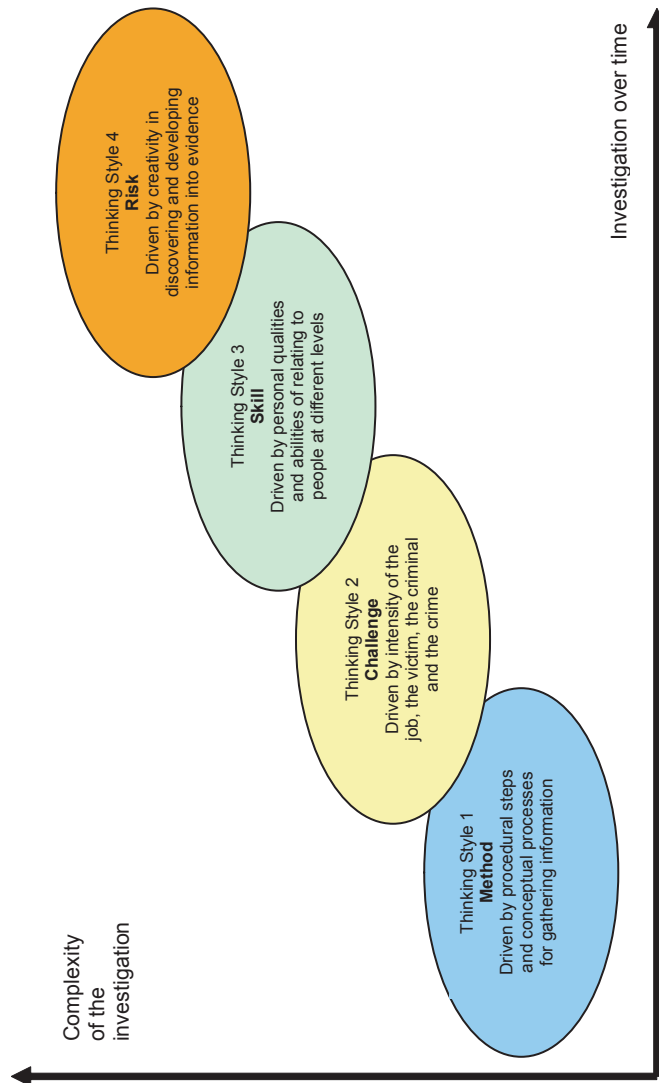 Complexity
of the
investigation
Thinking Style 1
Method
Driven by procedural steps
and conceptual processes
for gathering information
Thinking Style 2
Challenge
Driven by intensity of the
job, the victim, the criminal
and the crime
Thinking Style 3
Skill
Driven by personal qualities
and abilities of relating to
people at different levels
Thinking Style 4
Risk
Driven by creativity in
discovering and developing
information into evidence
Investigation over time